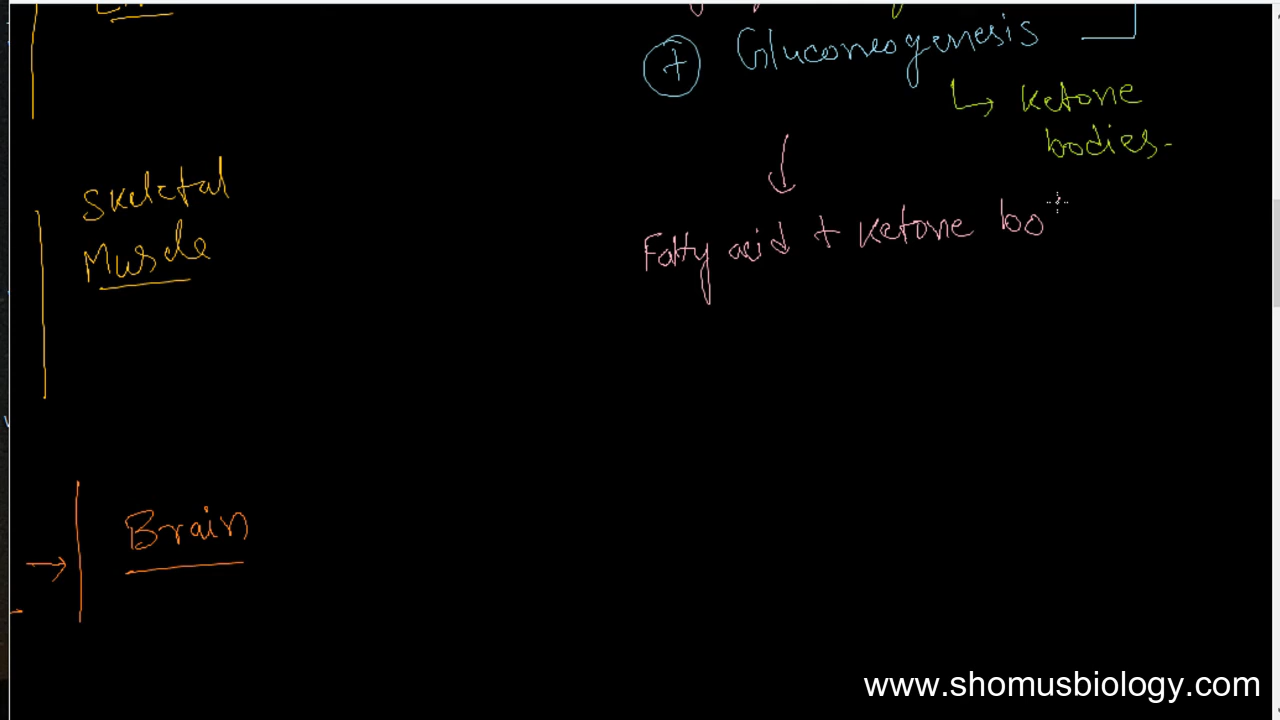 + Gluconeogenesis
↳ Ketone
bodies.
Skeletal
Muscle
↓
Fatty acid + Ketone bo
Brain
→
www.shomusbiology.com